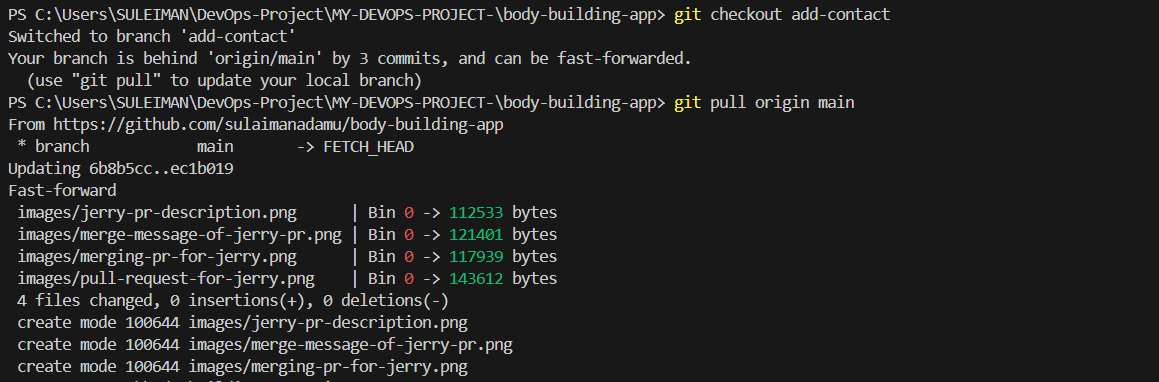 PS C:\Users\SULEIMAN\DevOps-Project\MY-DEVOPS-PROJECT-\body-building-app> git checkout add-contact
Switched to branch 'add-contact'
Your branch is behind 'origin/main' by 3 commits, and can be fast-forwarded.
  (use "git pull" to update your local branch)
PS C:\Users\SULEIMAN\DevOps-Project\MY-DEVOPS-PROJECT-\body-building-app> git pull origin main
From https://github.com/sulaimanadamu/body-building-app
 * branch            main       -> FETCH_HEAD
Updating 6b8b5cc..ec1b019
Fast-forward
 images/jerry-pr-description.png      | Bin 0 -> 112533 bytes
 images/merge-message-of-jerry-pr.png | Bin 0 -> 121401 bytes
 images/merging-pr-for-jerry.png      | Bin 0 -> 117939 bytes
 images/pull-request-for-jerry.png    | Bin 0 -> 143612 bytes
 4 files changed, 0 insertions(+), 0 deletions(-)
 create mode 100644 images/jerry-pr-description.png
 create mode 100644 images/merge-message-of-jerry-pr.png
 create mode 100644 images/merging-pr-for-jerry.png